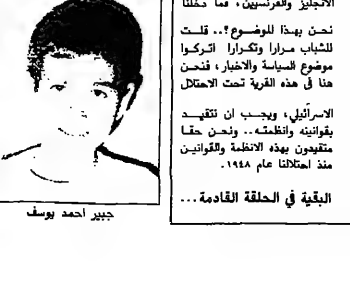 الانجليز والفرنسيين، فما دخلنا
نحن بهذا الموضوع؟.. قلت
للشباب مرارا وتكرارا اتركوا
موضوع السياسة والاخبار، فنحن
هنا في هذه القرية تحت الاحتلال
الاسرائيلي، ويجب ان نتقيد
بقوانينه وانظمته.. ونحن حقا
متقيدون بهذه الانظمة والقوانين
منذ احتلالنا عام ١٩٤٨.
البقية في الحلقة القادمة...
جبير احمد يوسف